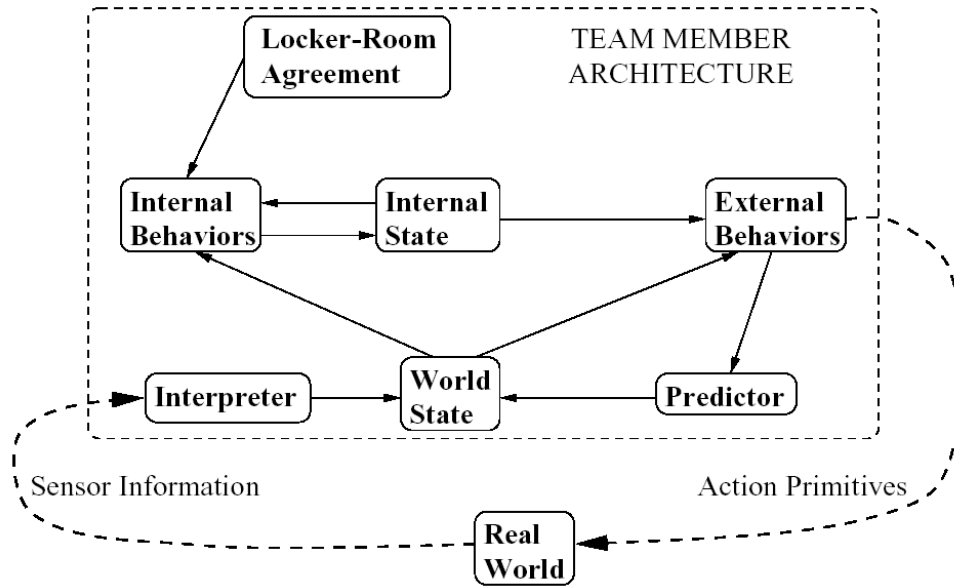 Locker-Room
Agreement
TEAM MEMBER
ARCHITECTURE
Internal
Behaviors
Internal
State
External
Behaviors
Interpreter
World
State
Predictor
Sensor Information
Action Primitives
Real
World